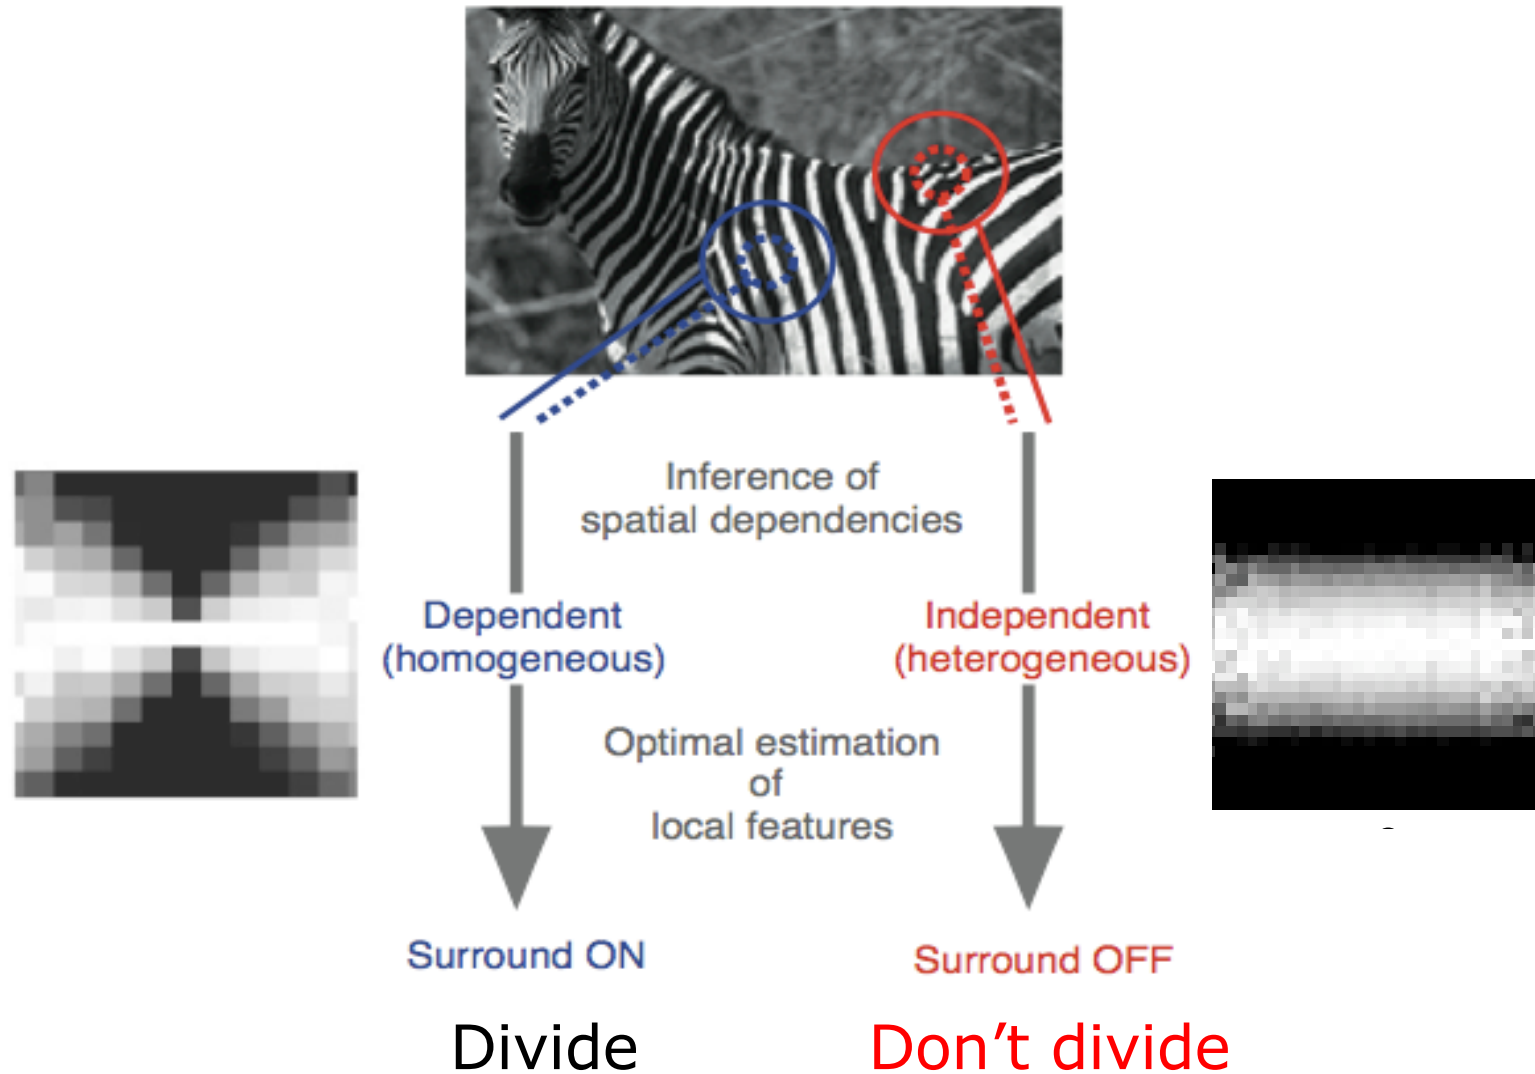 Inference of
spatial dependencies
Dependent
(homogeneous)
Independent
(heterogeneous)
Optimal estimation
of
local features
Surround ON
Surround OFF
Divide
Don’t divide